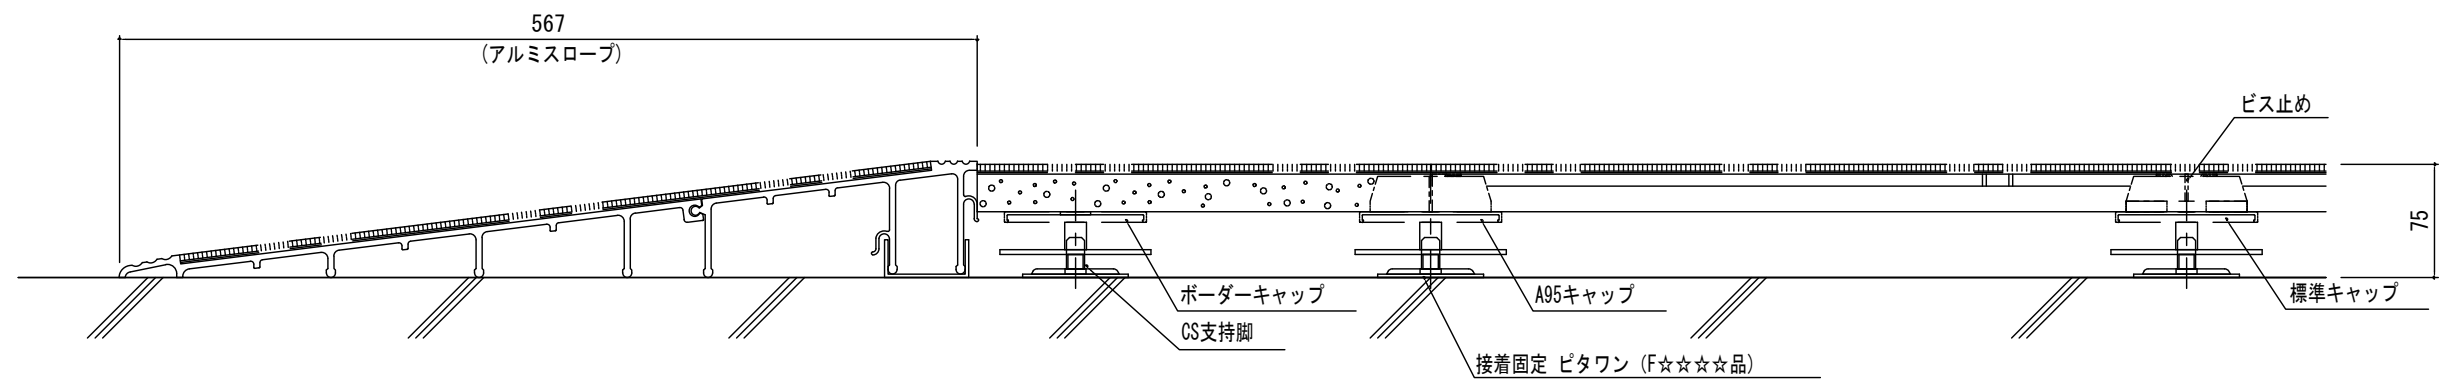 567
(アルミスロープ)
ビス止め
75
ボーダーキャップ
A95キャップ
標準キャップ
CS支持脚
接着固定 ピタワン (F☆☆☆☆品)